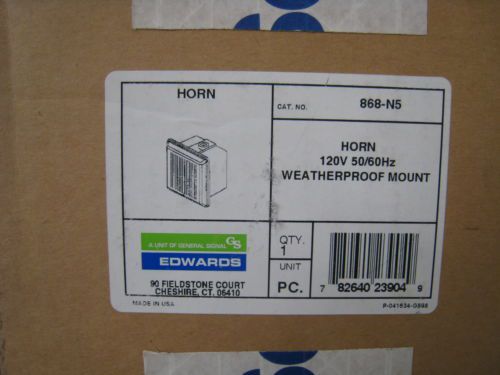 HORN
CAT. NO. 868-N5
HORN
120V 50/60Hz
WEATHERPROOF MOUNT
A UNIT OF GENERAL SIGNAL GS
EDWARDS
90 FIELDSTONE COURT
CHESHIRE, CT. 06410
MADE IN USA
QTY.
1
UNIT
PC.
7 82640 23904 9